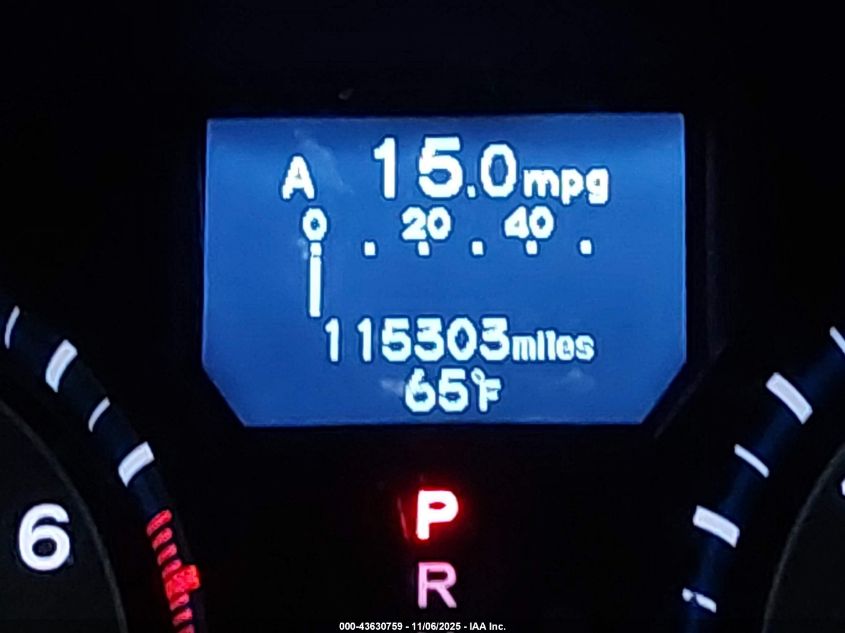 A 15.0mpg
0 20 40
115303miles
65°F
P
R
6
000-43630759 - 11/06/2025 - IAA Inc.